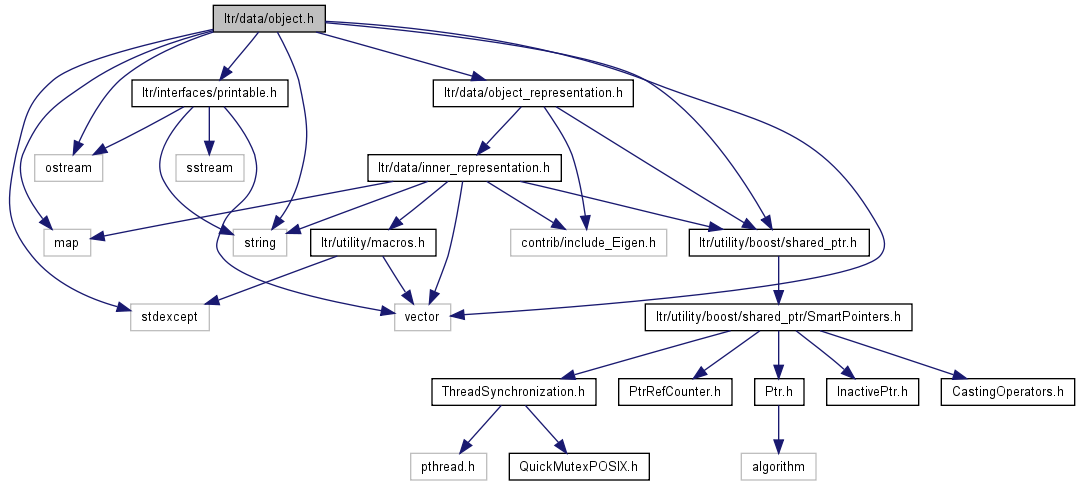 ltr/data/object.h
ltr/interfaces/printable.h
ltr/data/object_representation.h
ostream
sstream
ltr/data/inner_representation.h
map
string
ltr/utility/macros.h
contrib/include_Eigen.h
ltr/utility/boost/shared_ptr.h
stdexcept
vector
ltr/utility/boost/shared_ptr/SmartPointers.h
ThreadSynchronization.h
PtrRefCounter.h
Ptr.h
InactivePtr.h
CastingOperators.h
pthread.h
QuickMutexPOSIX.h
algorithm